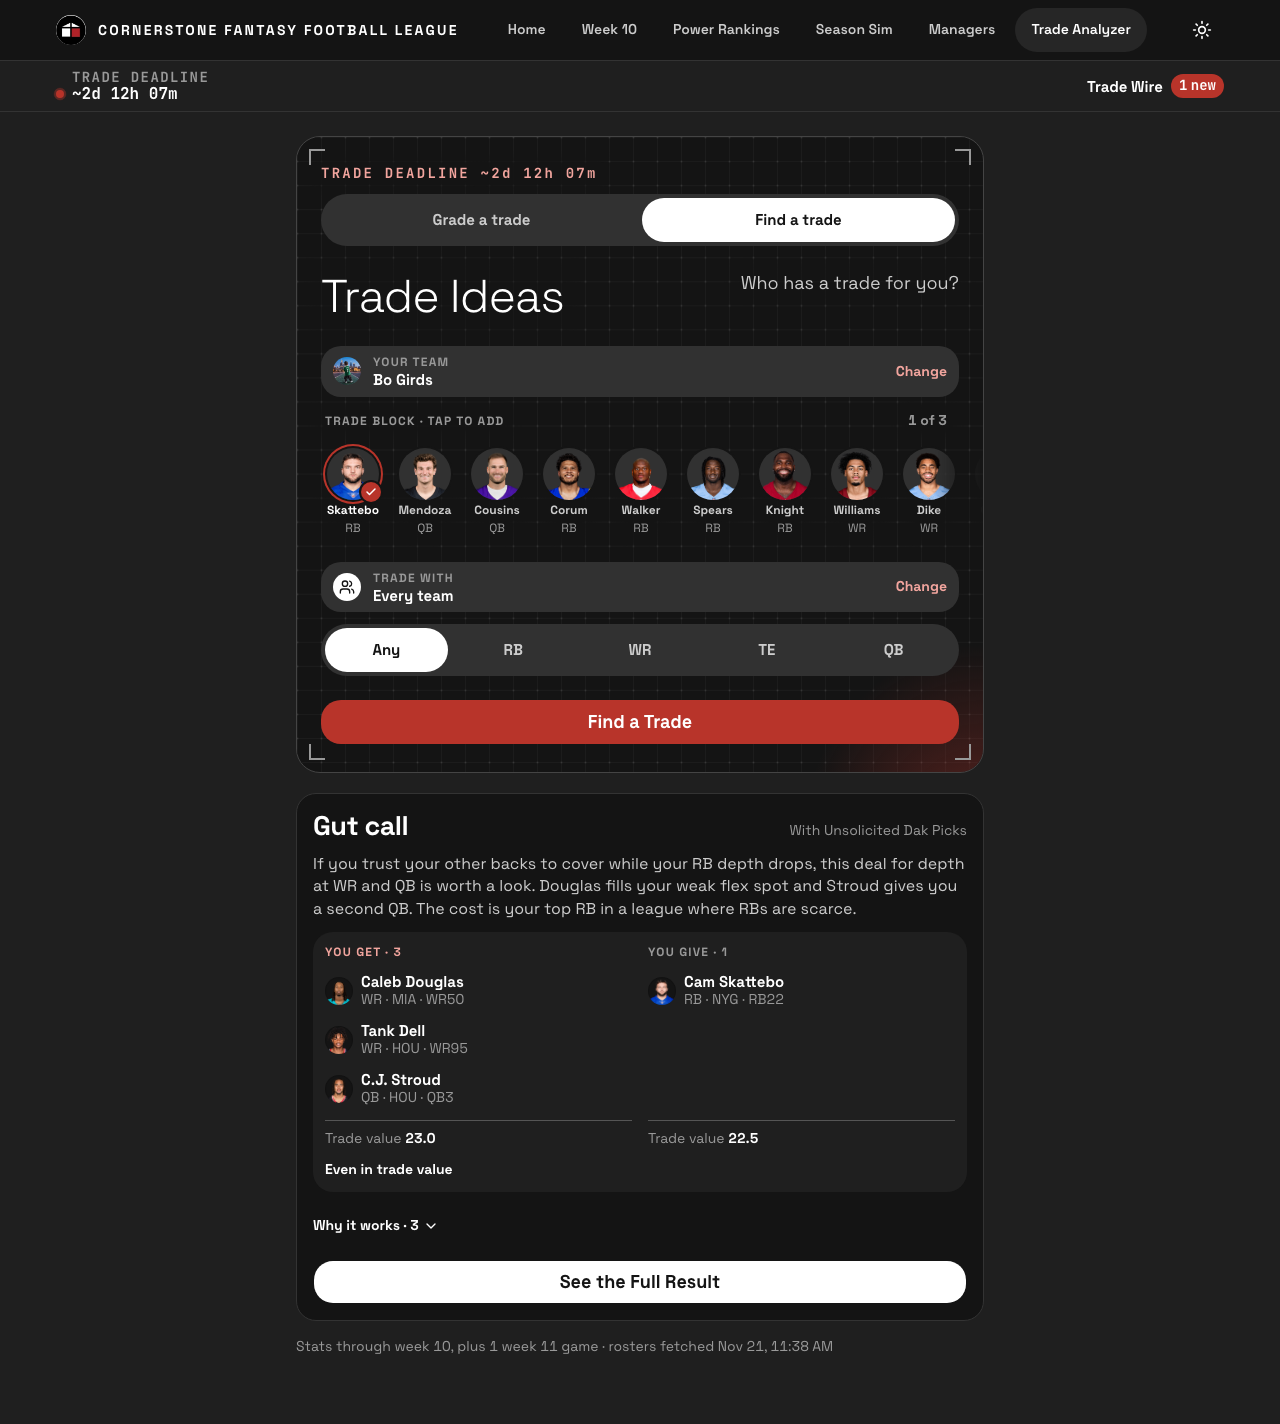 CORNERSTONE FANTASY FOOTBALL LEAGUE
Home
Week 10
Power Rankings
Season Sim
Managers
Trade Analyzer
TRADE DEADLINE
~2d 12h 07m
Trade Wire
1 new
TRADE DEADLINE ~2d 12h 07m
Grade a trade
Find a trade
Trade Ideas
Who has a trade for you?
YOUR TEAM
Bo Girds
Change
TRADE BLOCK · TAP TO ADD
1 of 3
Skattebo
RB
Mendoza
QB
Cousins
QB
Corum
RB
Walker
RB
Spears
RB
Knight
RB
Williams
WR
Dike
WR
TRADE WITH
Every team
Change
Any
RB
WR
TE
QB
Find a Trade
Gut call
With Unsolicited Dak Picks
If you trust your other backs to cover while your RB depth drops, this deal for depth
at WR and QB is worth a look. Douglas fills your weak flex spot and Stroud gives you
a second QB. The cost is your top RB in a league where RBs are scarce.
YOU GET · 3
Caleb Douglas
WR · MIA · WR50
Tank Dell
WR · HOU · WR95
C.J. Stroud
QB · HOU · QB3
Trade value 23.0
Even in trade value
YOU GIVE · 1
Cam Skattebo
RB · NYG · RB22
Trade value 22.5
Why it works · 3
See the Full Result
Stats through week 10, plus 1 week 11 game · rosters fetched Nov 21, 11:38 AM